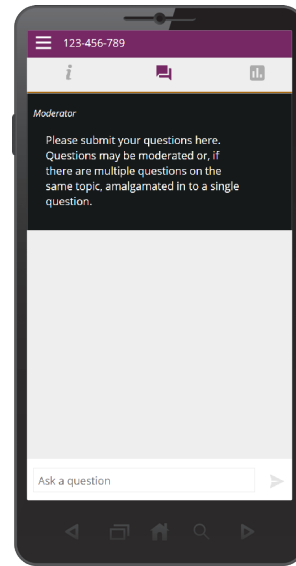 123-456-789
i
Moderator
Please submit your questions here.
Questions may be moderated or, if
there are multiple questions on the
same topic, amalgamated in to a single
question.
Ask a question